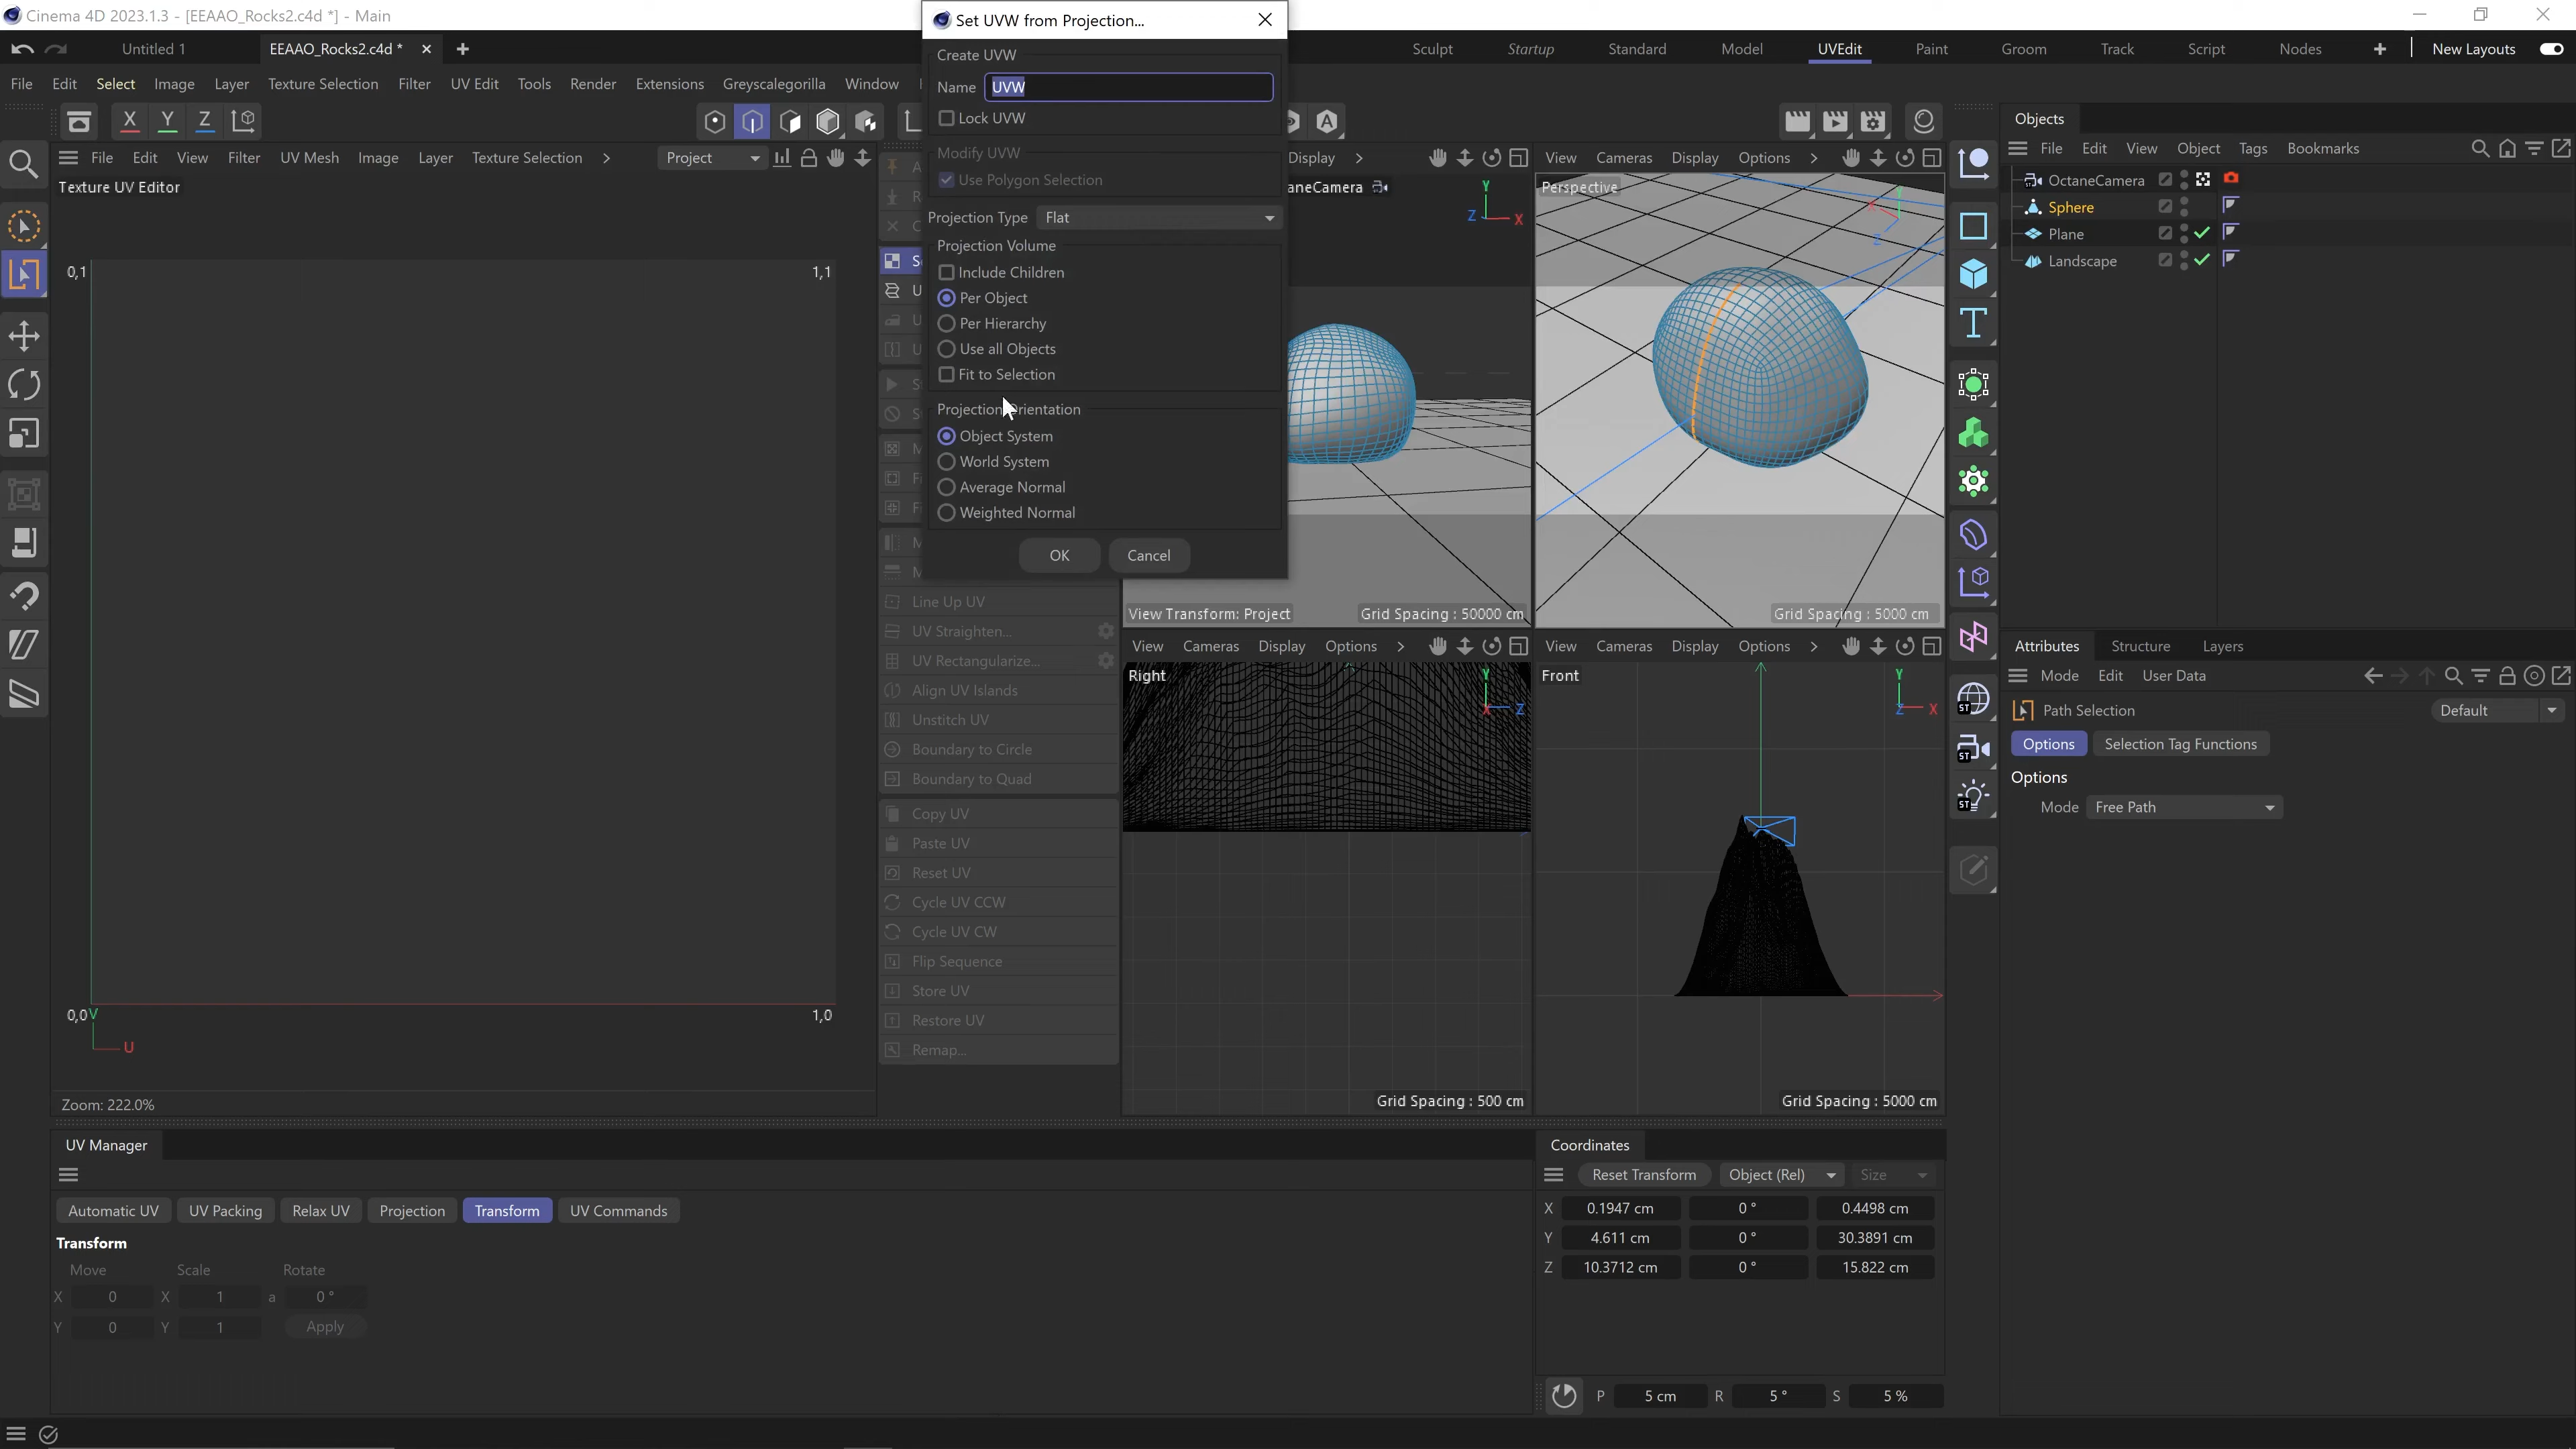 Cinema 4D 2023.1.3 - [EEAAO_Rocks2.c4d *] - Main
Untitled 1
EEAAO_Rocks2.c4d *
Sculpt Startup Standard Model UVEdit Paint Groom Track Script Nodes New Layouts
File Edit Select Image Layer Texture Selection Filter UV Edit Tools Render Extensions Greyscalegorilla Window
X Y Z
File Edit View Filter UV Mesh Image Layer Texture Selection Project
Texture UV Editor
0,1
1,1
0,0
V
1,0
U
Zoom: 222.0%
Set UVW from Projection...
Create UVW
Name UVW
Lock UVW
Modify UVW
Use Polygon Selection
Projection Type Flat
Projection Volume
Include Children
Per Object
Per Hierarchy
Use all Objects
Fit to Selection
Projection Orientation
Object System
World System
Average Normal
Weighted Normal
OK Cancel
Line Up UV
UV Straighten...
UV Rectangularize...
Align UV Islands
Unstitch UV
Boundary to Circle
Boundary to Quad
Copy UV
Paste UV
Reset UV
Cycle UV CCW
Cycle UV CW
Flip Sequence
Store UV
Restore UV
Remap...
Display
aneCamera
Y
Z X
View Transform: Project
Grid Spacing : 50000 cm
View Cameras Display Options
Perspective
X
Z
Grid Spacing : 5000 cm
View Cameras Display Options
Right
Y
X Z
Grid Spacing : 500 cm
View Cameras Display Options
Front
Y
Z X
Grid Spacing : 5000 cm
ST
ST
ST
Objects
File Edit View Object Tags Bookmarks
OctaneCamera
Sphere
Plane
Landscape
Attributes Structure Layers
Mode Edit User Data
Path Selection Default
Options Selection Tag Functions
Options
Mode Free Path
UV Manager
Automatic UV UV Packing Relax UV Projection Transform UV Commands
Transform
Move Scale Rotate
X 0 X 1 a 0 °
Y 0 Y 1 Apply
Coordinates
Reset Transform Object (Rel) Size
X 0.1947 cm 0 ° 0.4498 cm
Y 4.611 cm 0 ° 30.3891 cm
Z 10.3712 cm 0 ° 15.822 cm
P 5 cm R 5 ° S 5 %